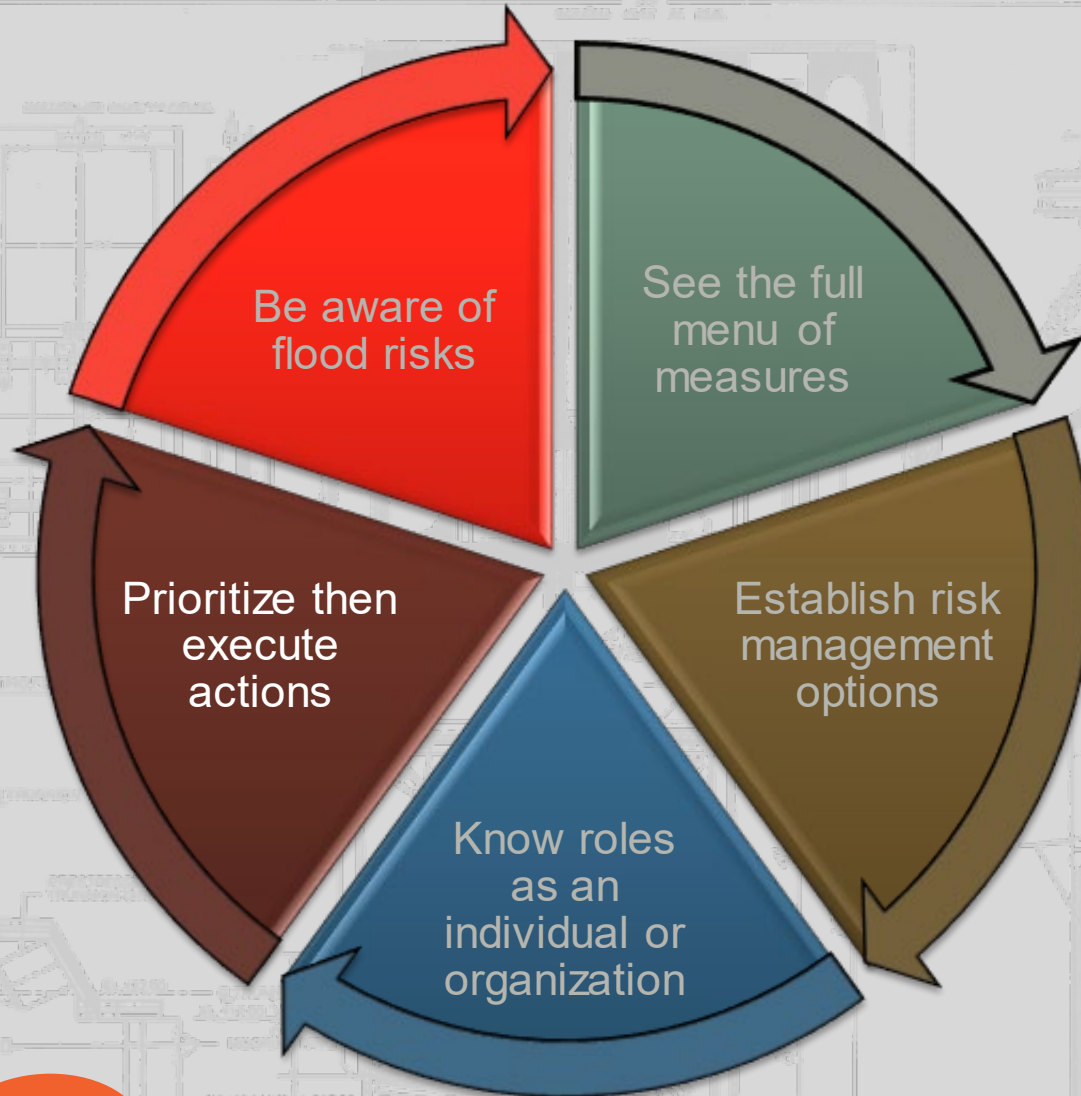 Be aware of
flood risks
See the full
menu of
measures
Establish risk
management
options
Know roles
as an
individual or
organization
Prioritize then
execute
actions